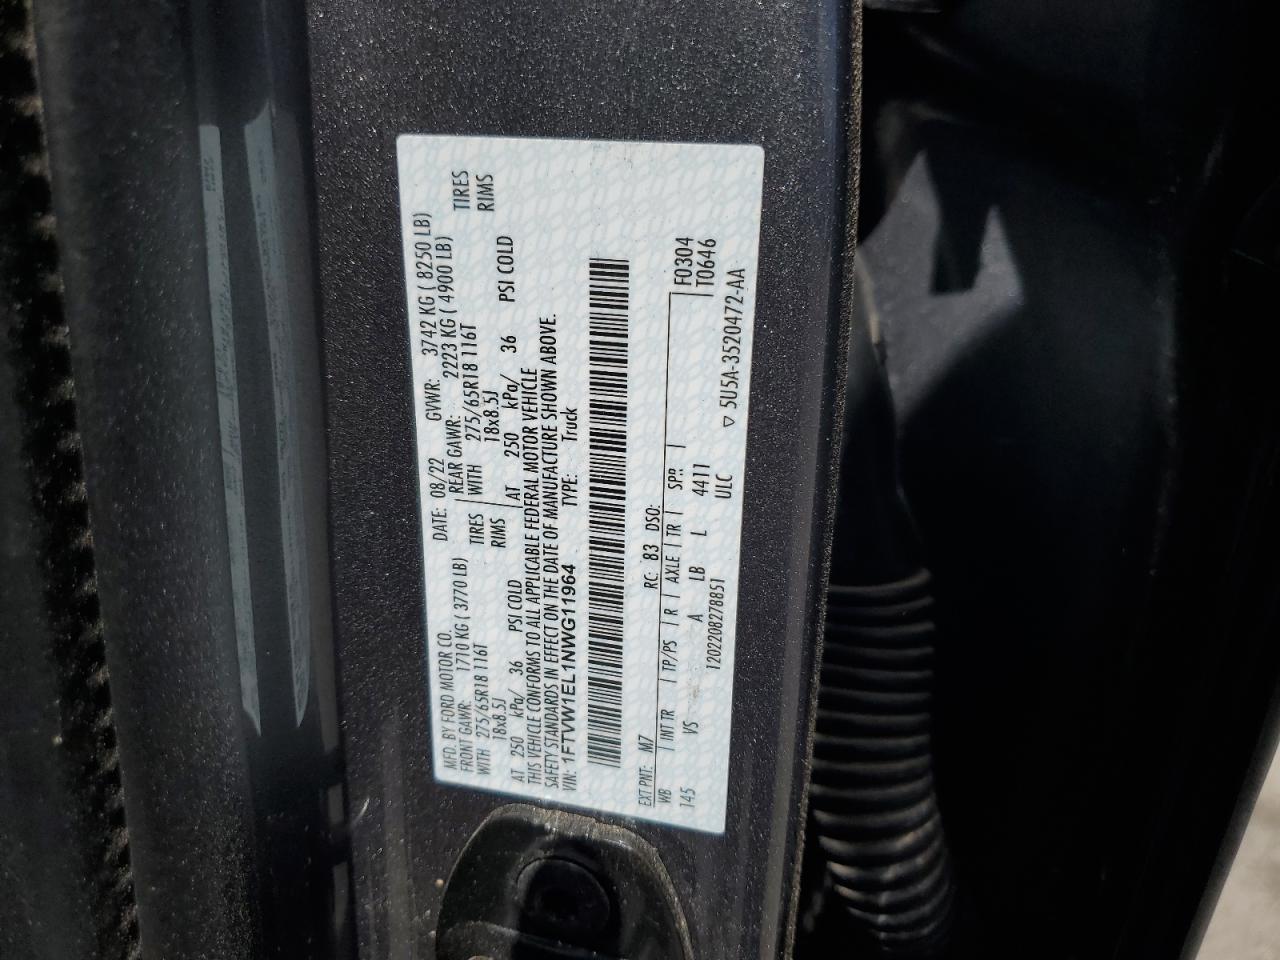 MFD. BY FORD MOTOR CO. DATE: 08/22 GVWR: 3742 KG ( 8250 LB)
FRONT GAWR: 1710 KG ( 3770 LB) REAR GAWR: 2223 KG ( 4900 LB)
WITH 275/65R18 116T TIRES WITH 275/65R18 116T TIRES
18x8.5J RIMS 18x8.5J RIMS
AT 250 kPa/ 36 PSI COLD AT 250 kPa/ 36 PSI COLD
THIS VEHICLE CONFORMS TO ALL APPLICABLE FEDERAL MOTOR VEHICLE
SAFETY STANDARDS IN EFFECT ON THE DATE OF MANUFACTURE SHOWN ABOVE.
VIN: 1FTVW1EL1NWG11964 TYPE: Truck
EXT PNT: M7 RC: 83 DSO: F0304
WB INT TR TP/PS R AXLE TR SPR T0646
145 VS A LB L 4411
1202208278851 ULC ▽ 5U5A-3520472-AA